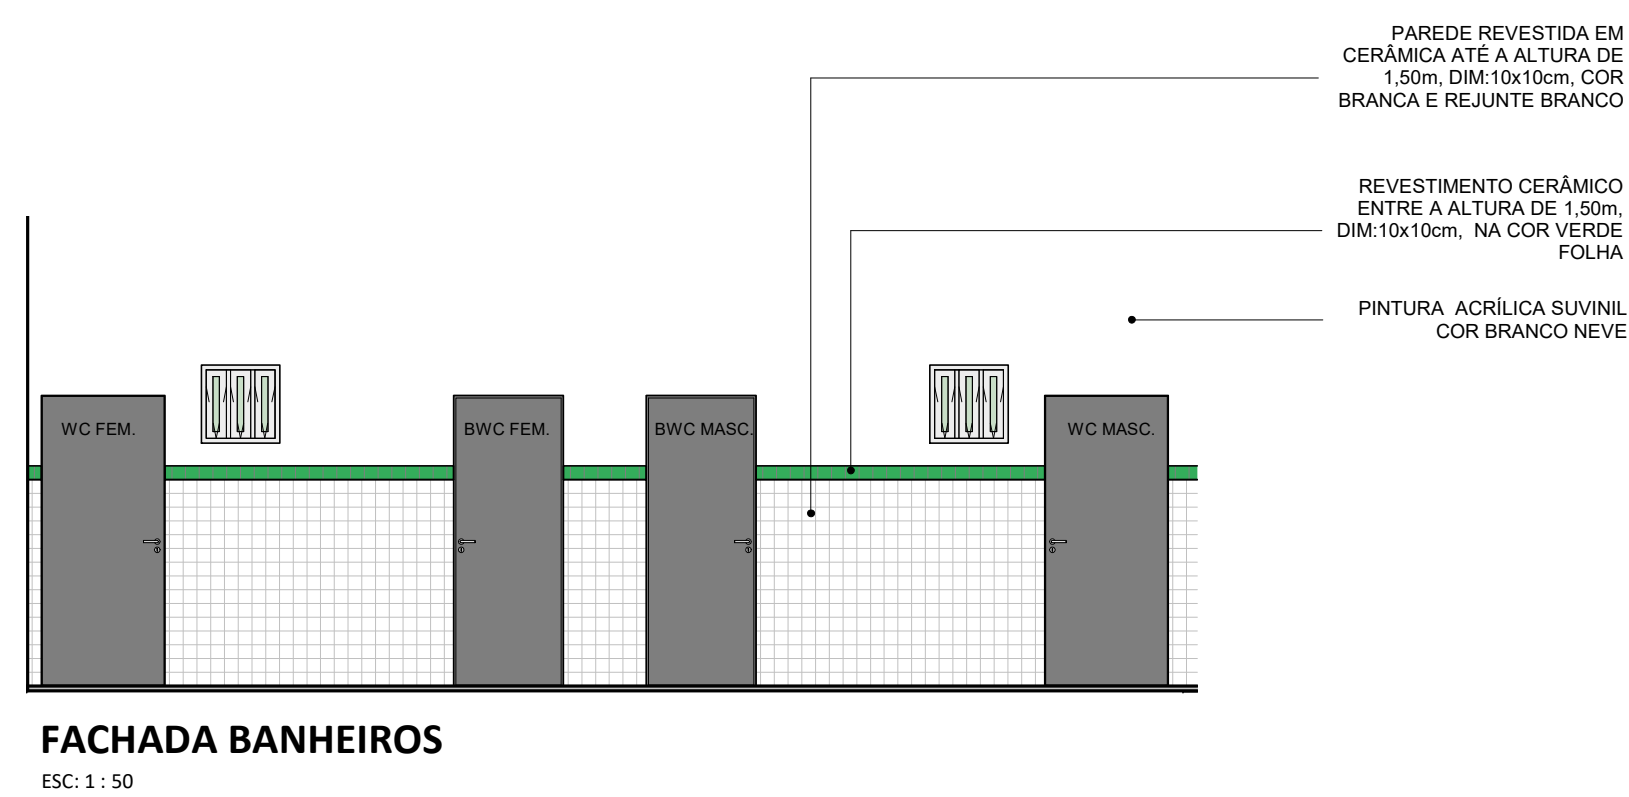 PAREDE REVESTIDA EM
CERÂMICA ATÉ A ALTURA DE
1,50m, DIM:10x10cm, COR
BRANCA E REJUNTE BRANCO
REVESTIMENTO CERÂMICO
ENTRE A ALTURA DE 1,50m,
DIM:10x10cm, NA COR VERDE
FOLHA
PINTURA ACRÍLICA SUVINIL
COR BRANCO NEVE
WC FEM.
BWC FEM.
BWC MASC.
WC MASC.
FACHADA BANHEIROS
ESC: 1 : 50